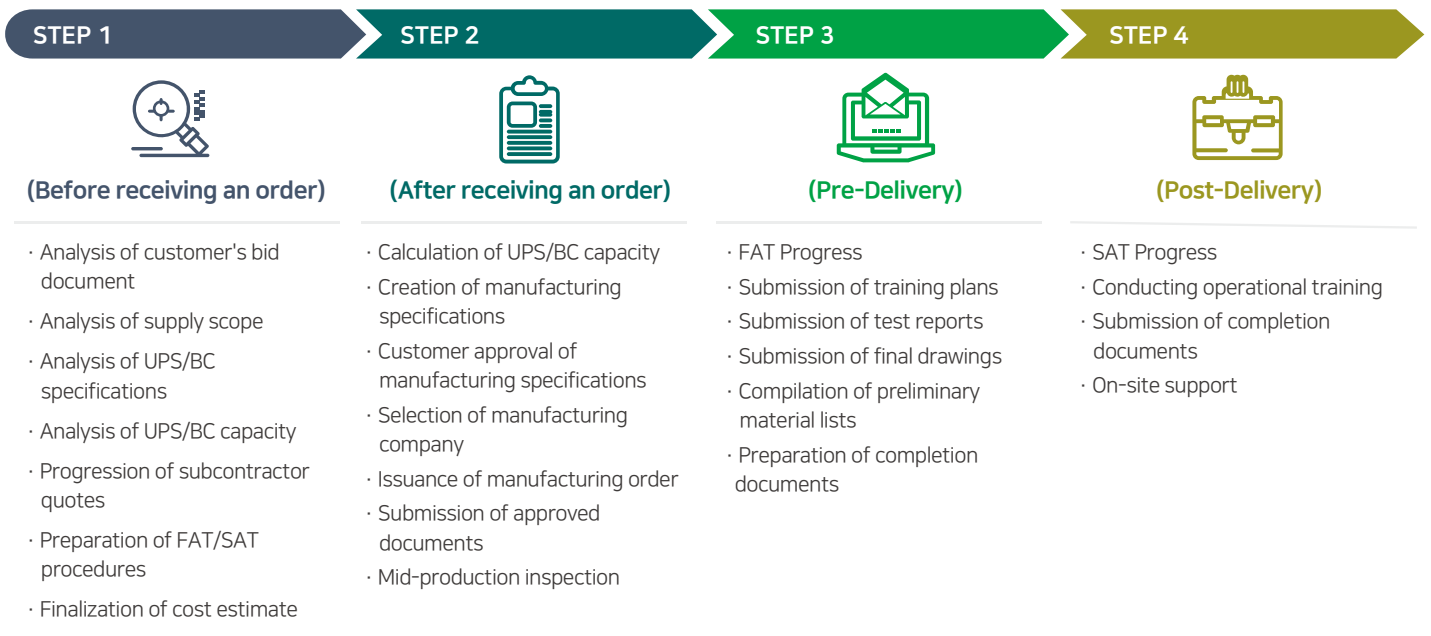 STEP 1
STEP 2
STEP 3
STEP 4
(Before receiving an order)
(After receiving an order)
(Pre-Delivery)
(Post-Delivery)
· Analysis of customer's bid
document
· Analysis of supply scope
· Analysis of UPS/BC
specifications
· Analysis of UPS/BC capacity
· Progression of subcontractor
quotes
· Preparation of FAT/SAT
procedures
· Finalization of cost estimate
· Calculation of UPS/BC capacity
· Creation of manufacturing
specifications
· Customer approval of
manufacturing specifications
· Selection of manufacturing
company
· Issuance of manufacturing order
· Submission of approved
documents
· Mid-production inspection
· FAT Progress
· Submission of training plans
· Submission of test reports
· Submission of final drawings
· Compilation of preliminary
material lists
· Preparation of completion
documents
· SAT Progress
· Conducting operational training
· Submission of completion
documents
· On-site support